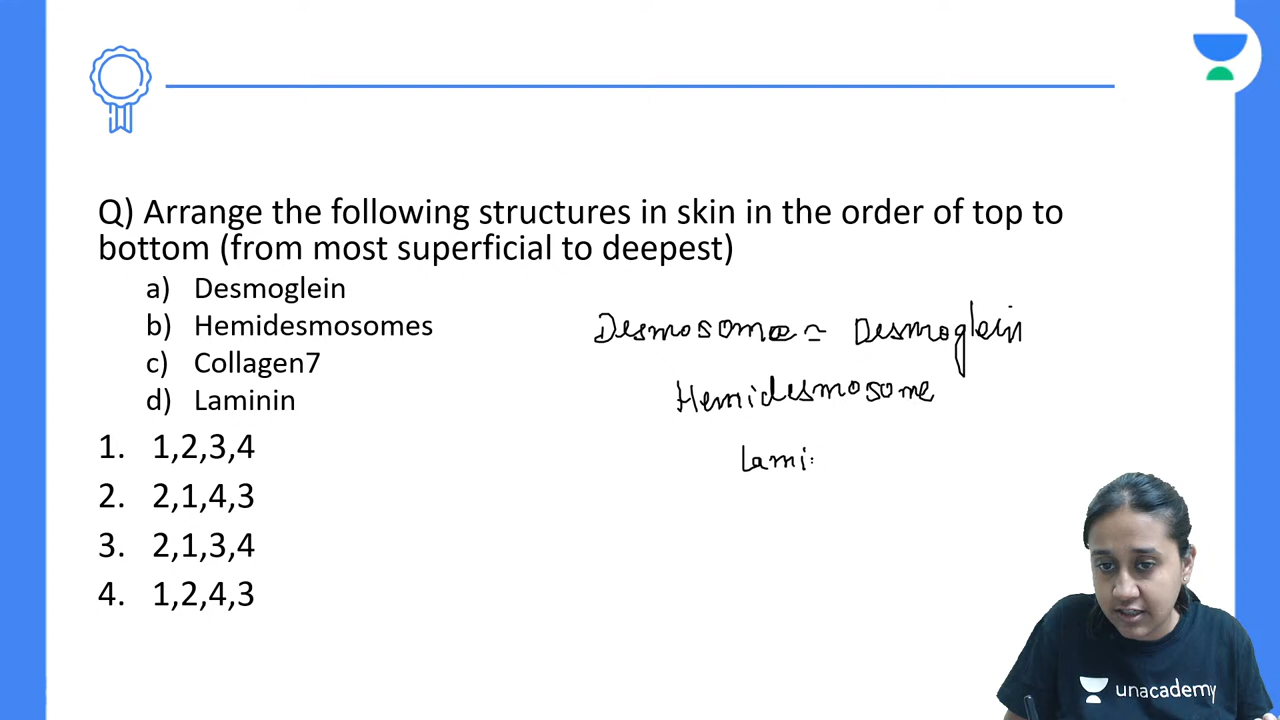 Q) Arrange the following structures in skin in the order of top to
bottom (from most superficial to deepest)
a) Desmoglein
b) Hemidesmosomes
c) Collagen7
d) Laminin
1. 1,2,3,4
2. 2,1,4,3
3. 2,1,3,4
4. 1,2,4,3
Desmosome = Desmoglein
Hemidesmosome
Lami
unacademy